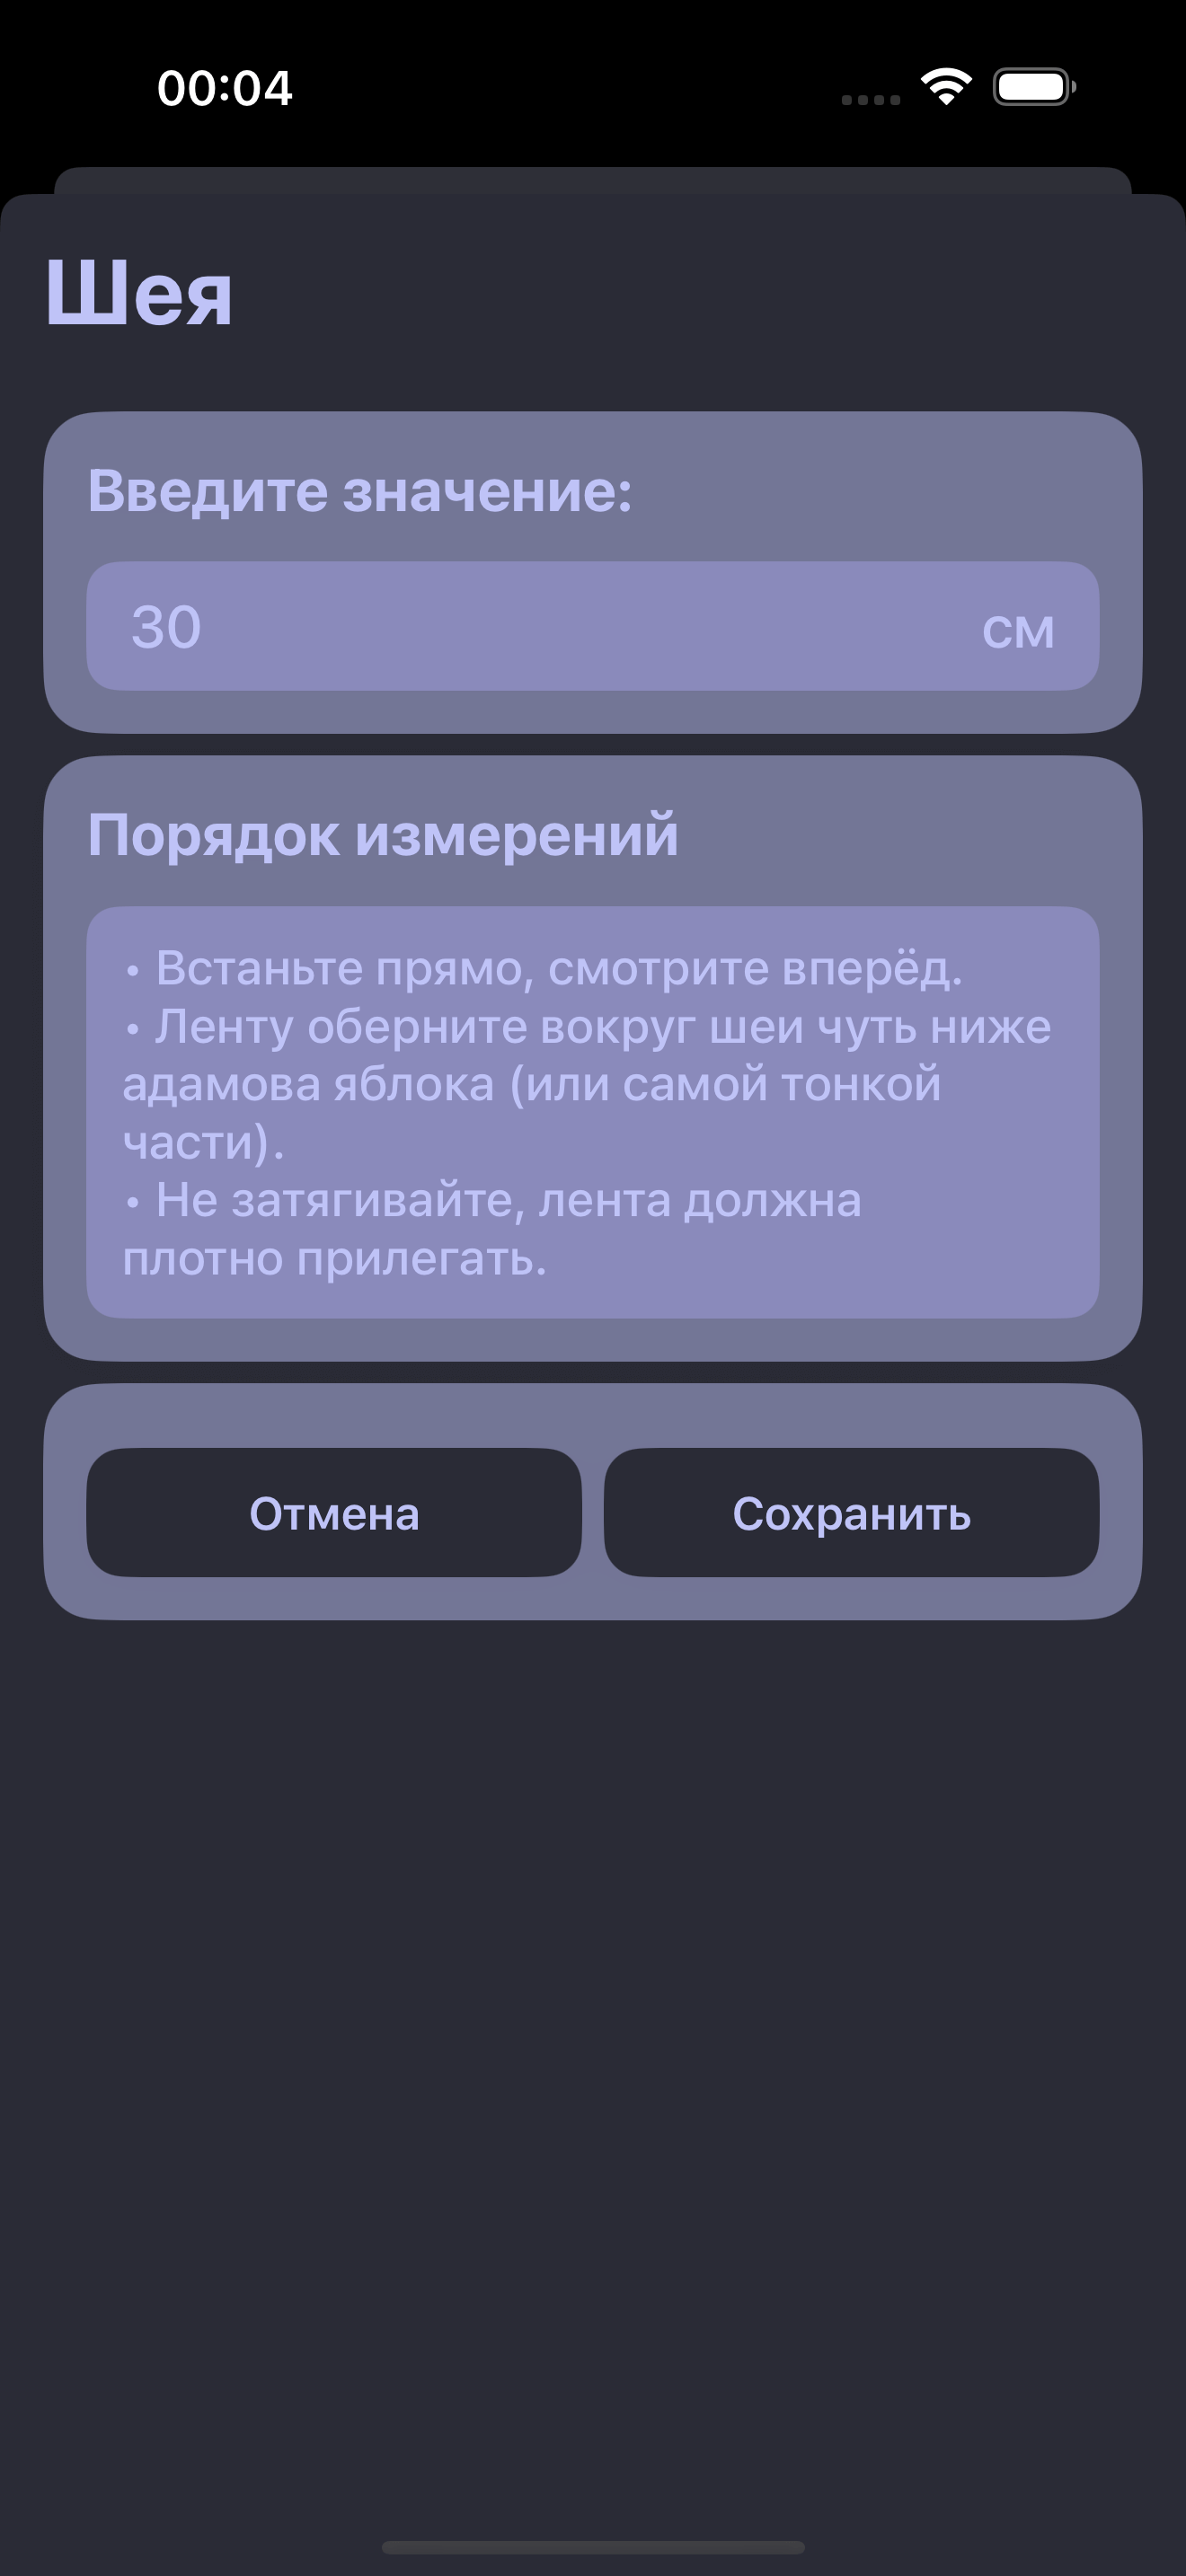 00:04
Шея
Введите значение:
30 см
Порядок измерений
• Встаньте прямо, смотрите вперёд.
• Ленту оберните вокруг шеи чуть ниже
адамова яблока (или самой тонкой
части).
• Не затягивайте, лента должна
плотно прилегать.
Отмена
Сохранить